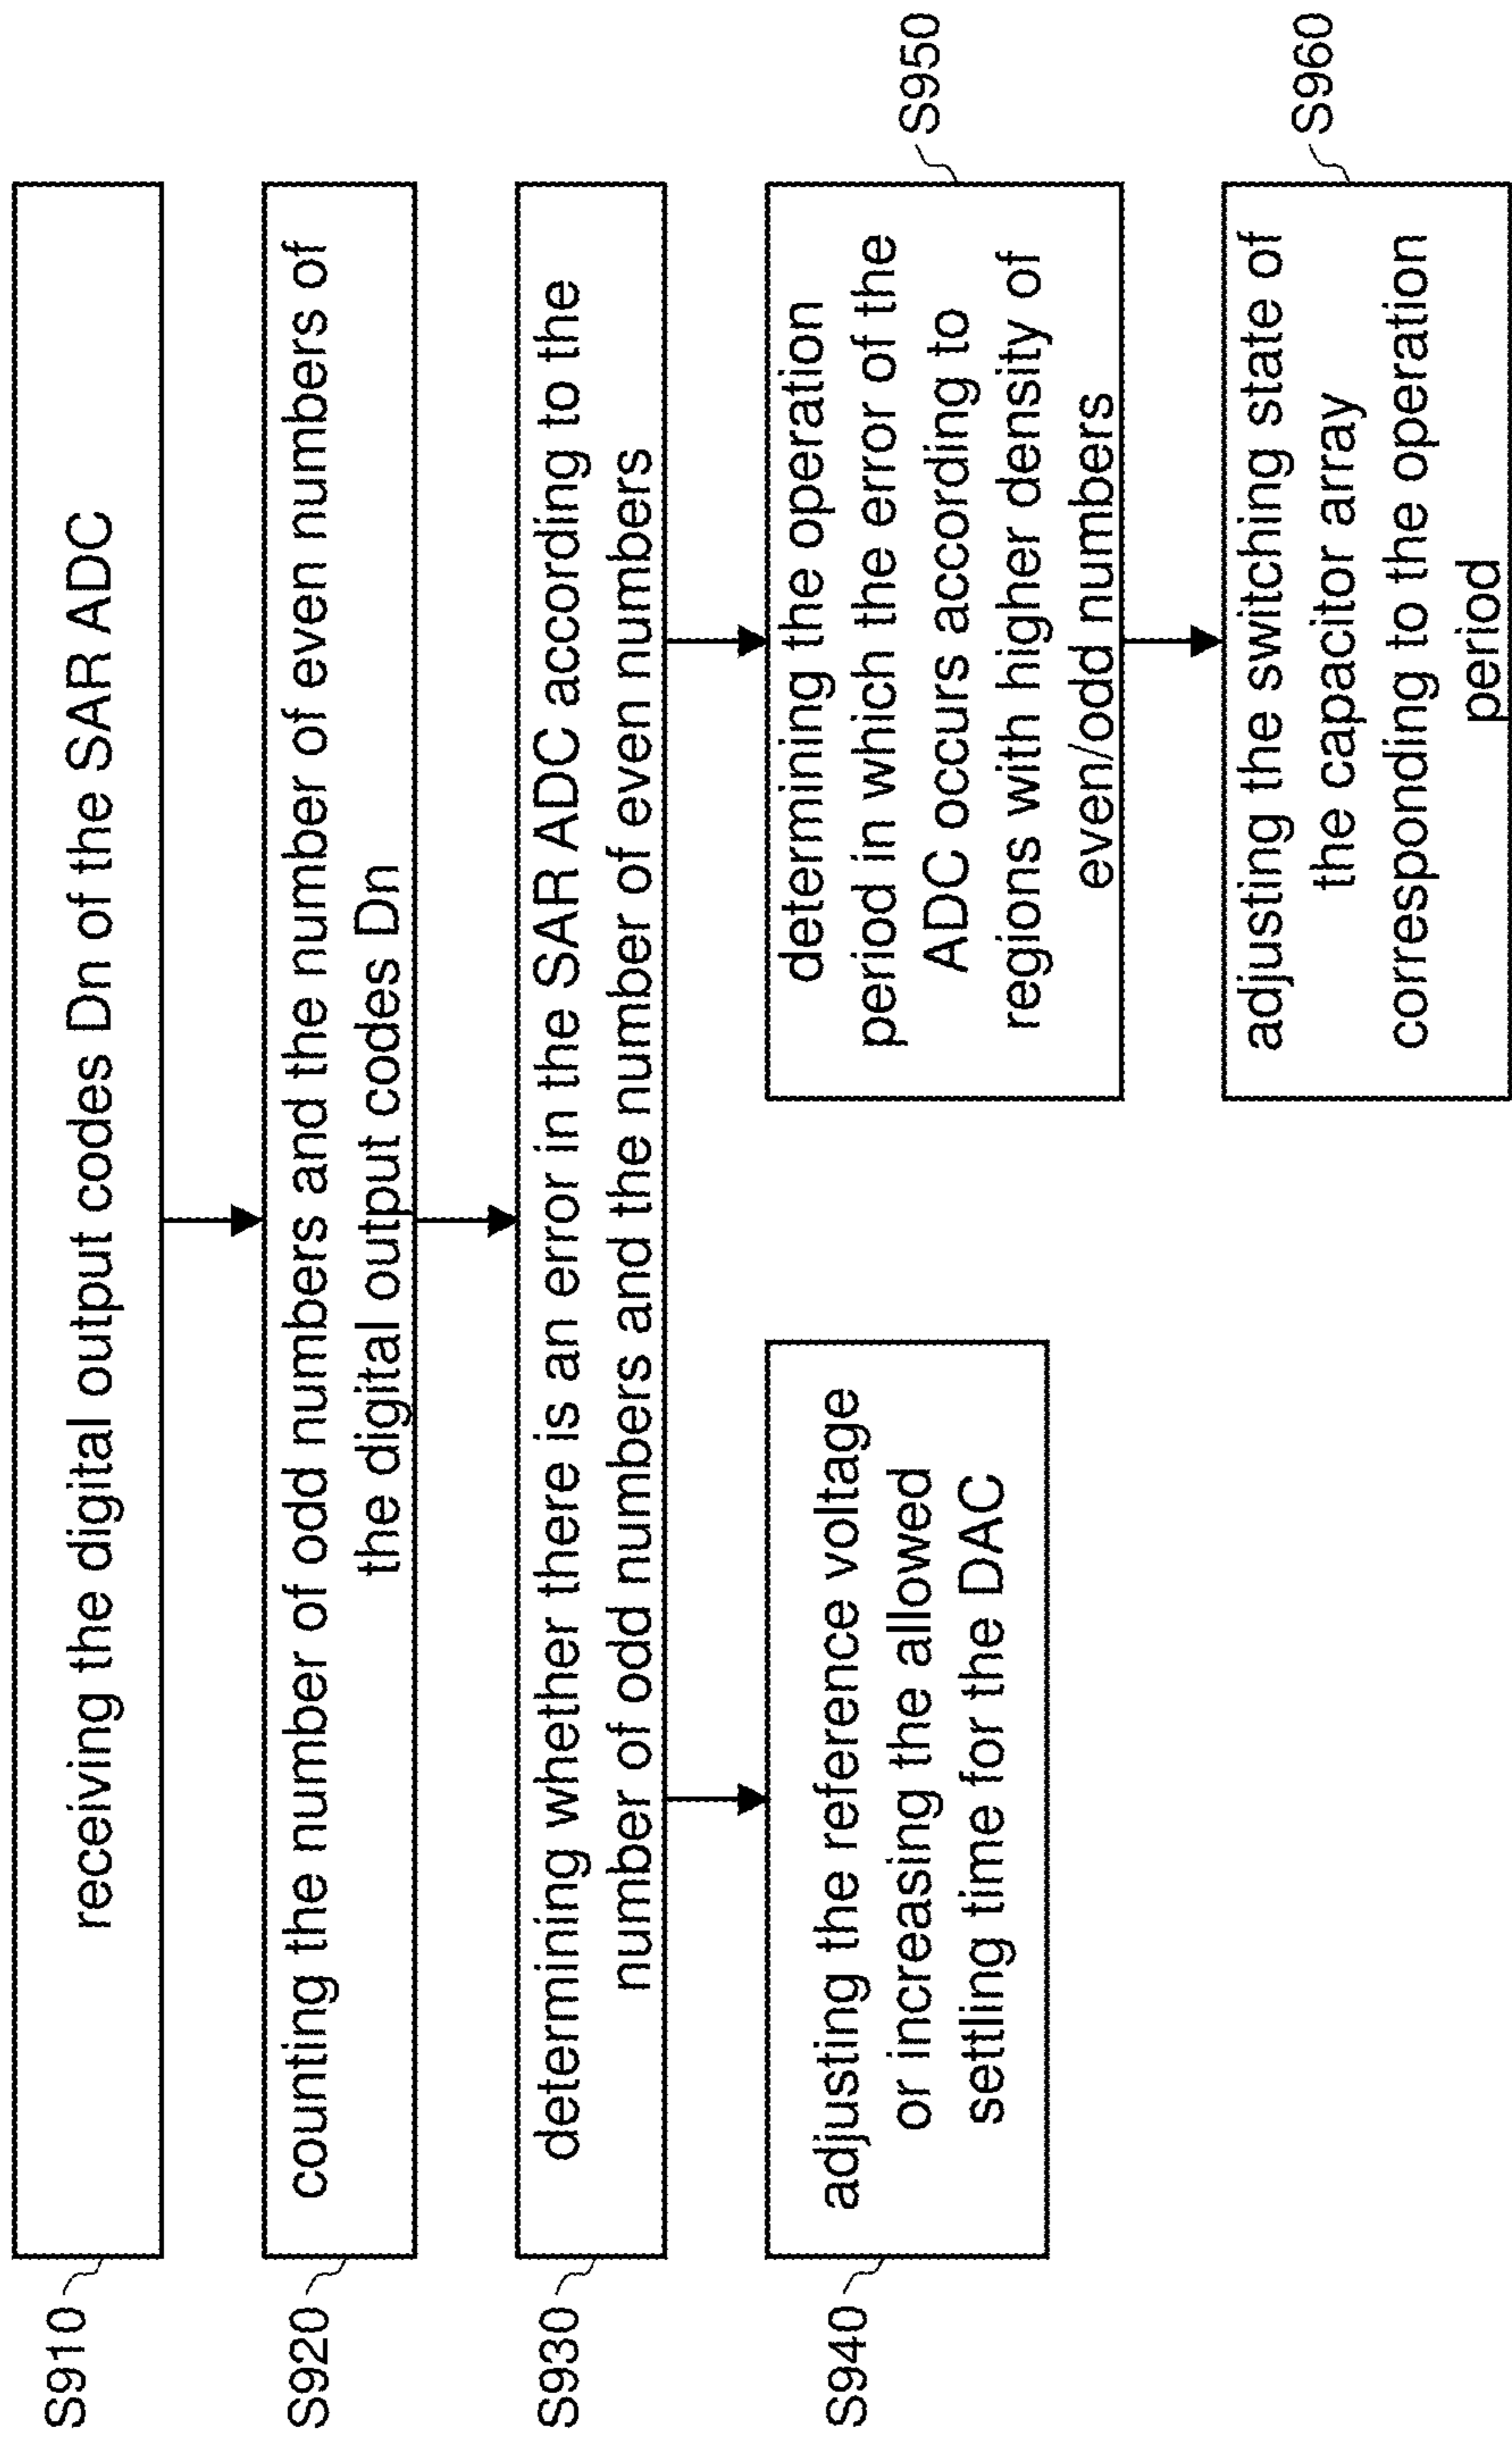 S910
receiving the digital output codes Dn of the SAR ADC
S920
counting the number of odd numbers and the number of even numbers of
the digital output codes Dn
S930
determining whether there is an error in the SAR ADC according to the
number of odd numbers and the number of even numbers
S940
adjusting the reference voltage
or increasing the allowed
settling time for the DAC
S950
determining the operation
period in which the error of the
ADC occurs according to
regions with higher density of
even/odd numbers
S960
adjusting the switching state of
the capacitor array
corresponding to the operation
period